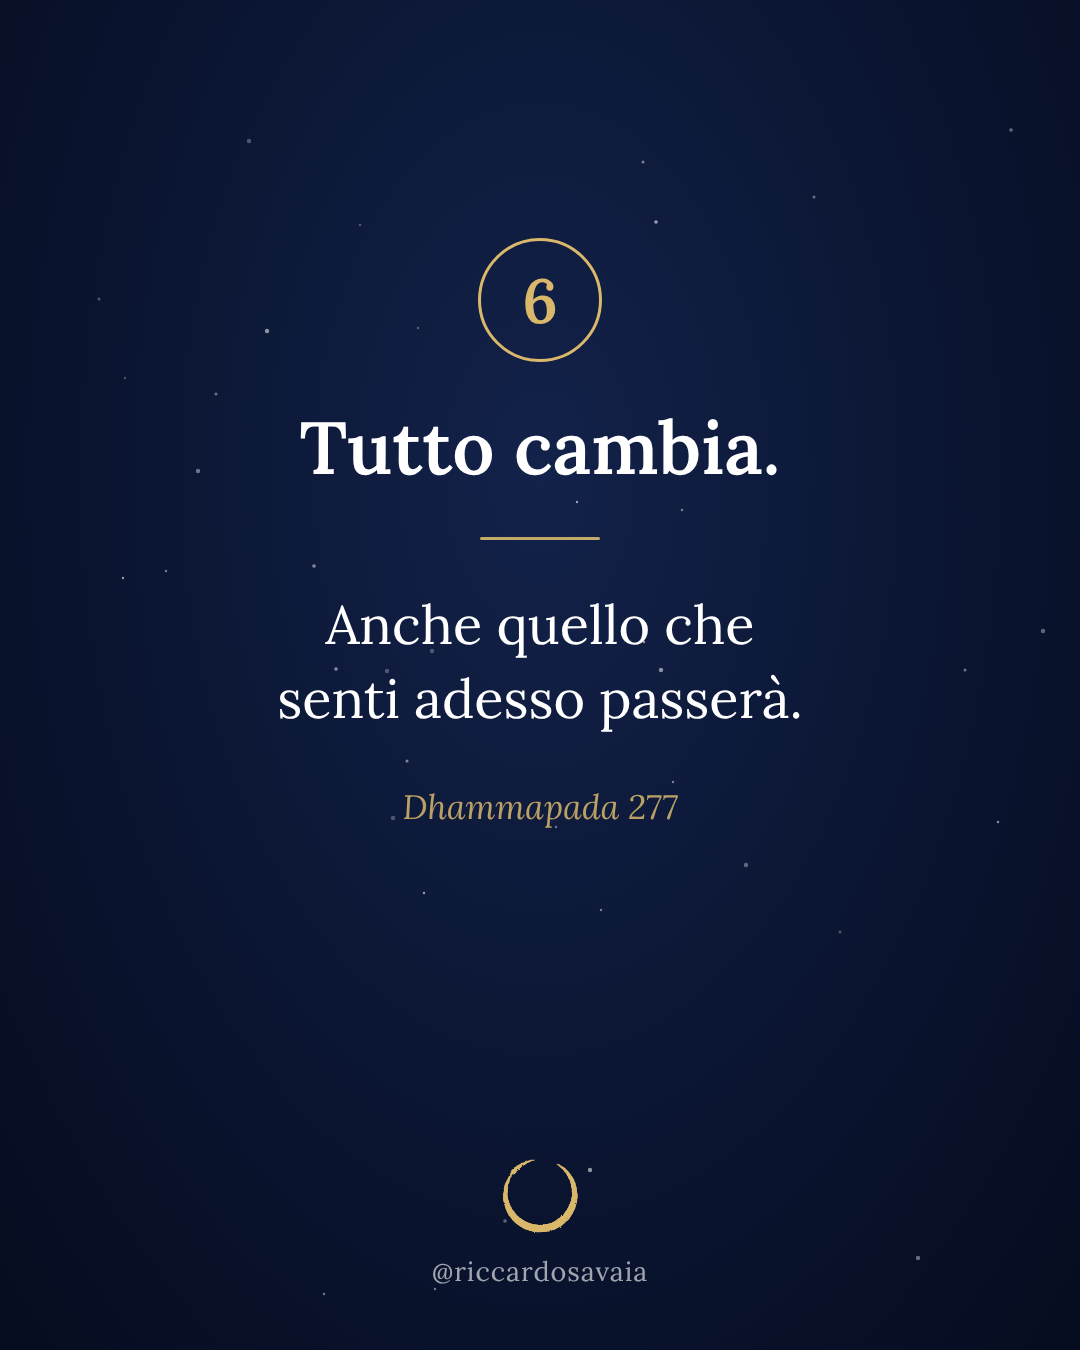 6
Tutto cambia.
Anche quello che
senti adesso passerà.
Dhammapada 277
@riccardosavaia